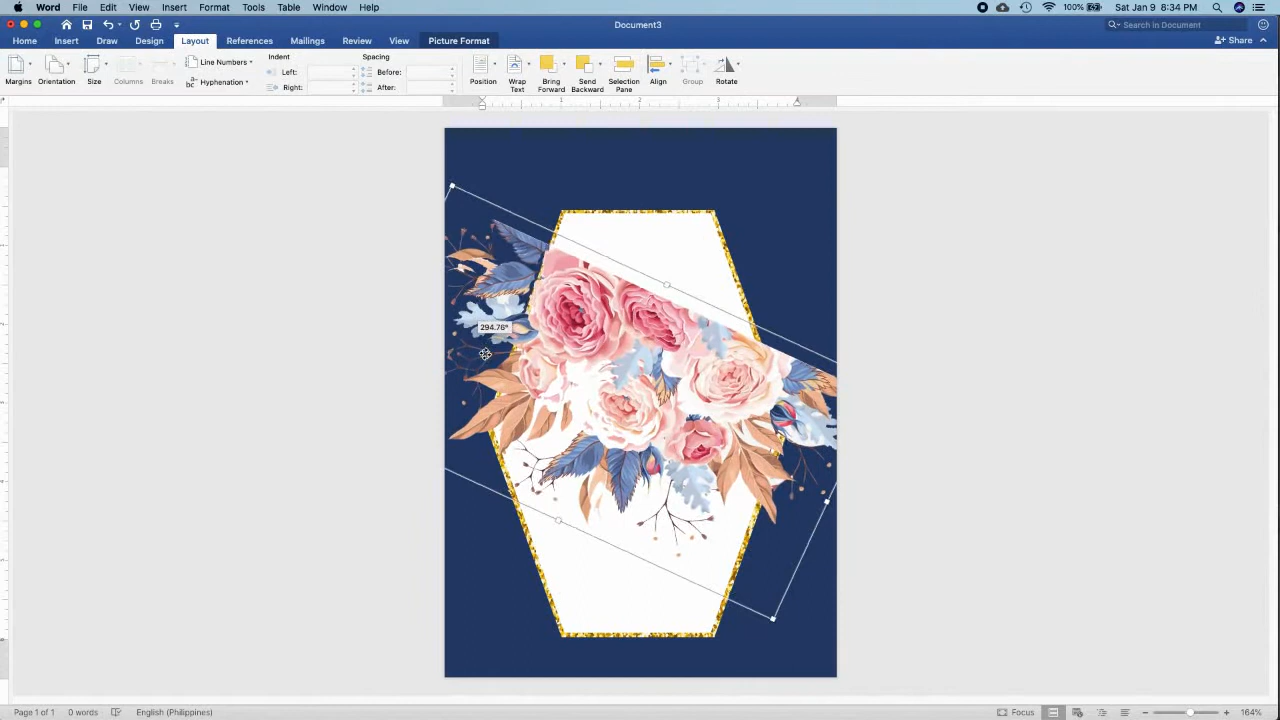 Word File Edit View Insert Format Tools Table Window Help 100% Sat Jan 9 8:34 PM
Document3 Search in Document
Home Insert Draw Design Layout References Mailings Review View Picture Format Share
Line Numbers Indent Spacing
Left: Before:
Hyphenation Right: After:
Margins Orientation Size Columns Breaks Position Wrap Text Bring Forward Send Backward Selection Pane Align Group Rotate
1 2 3
294.76°
Page 1 of 1 0 words English (Philippines) Focus 164%